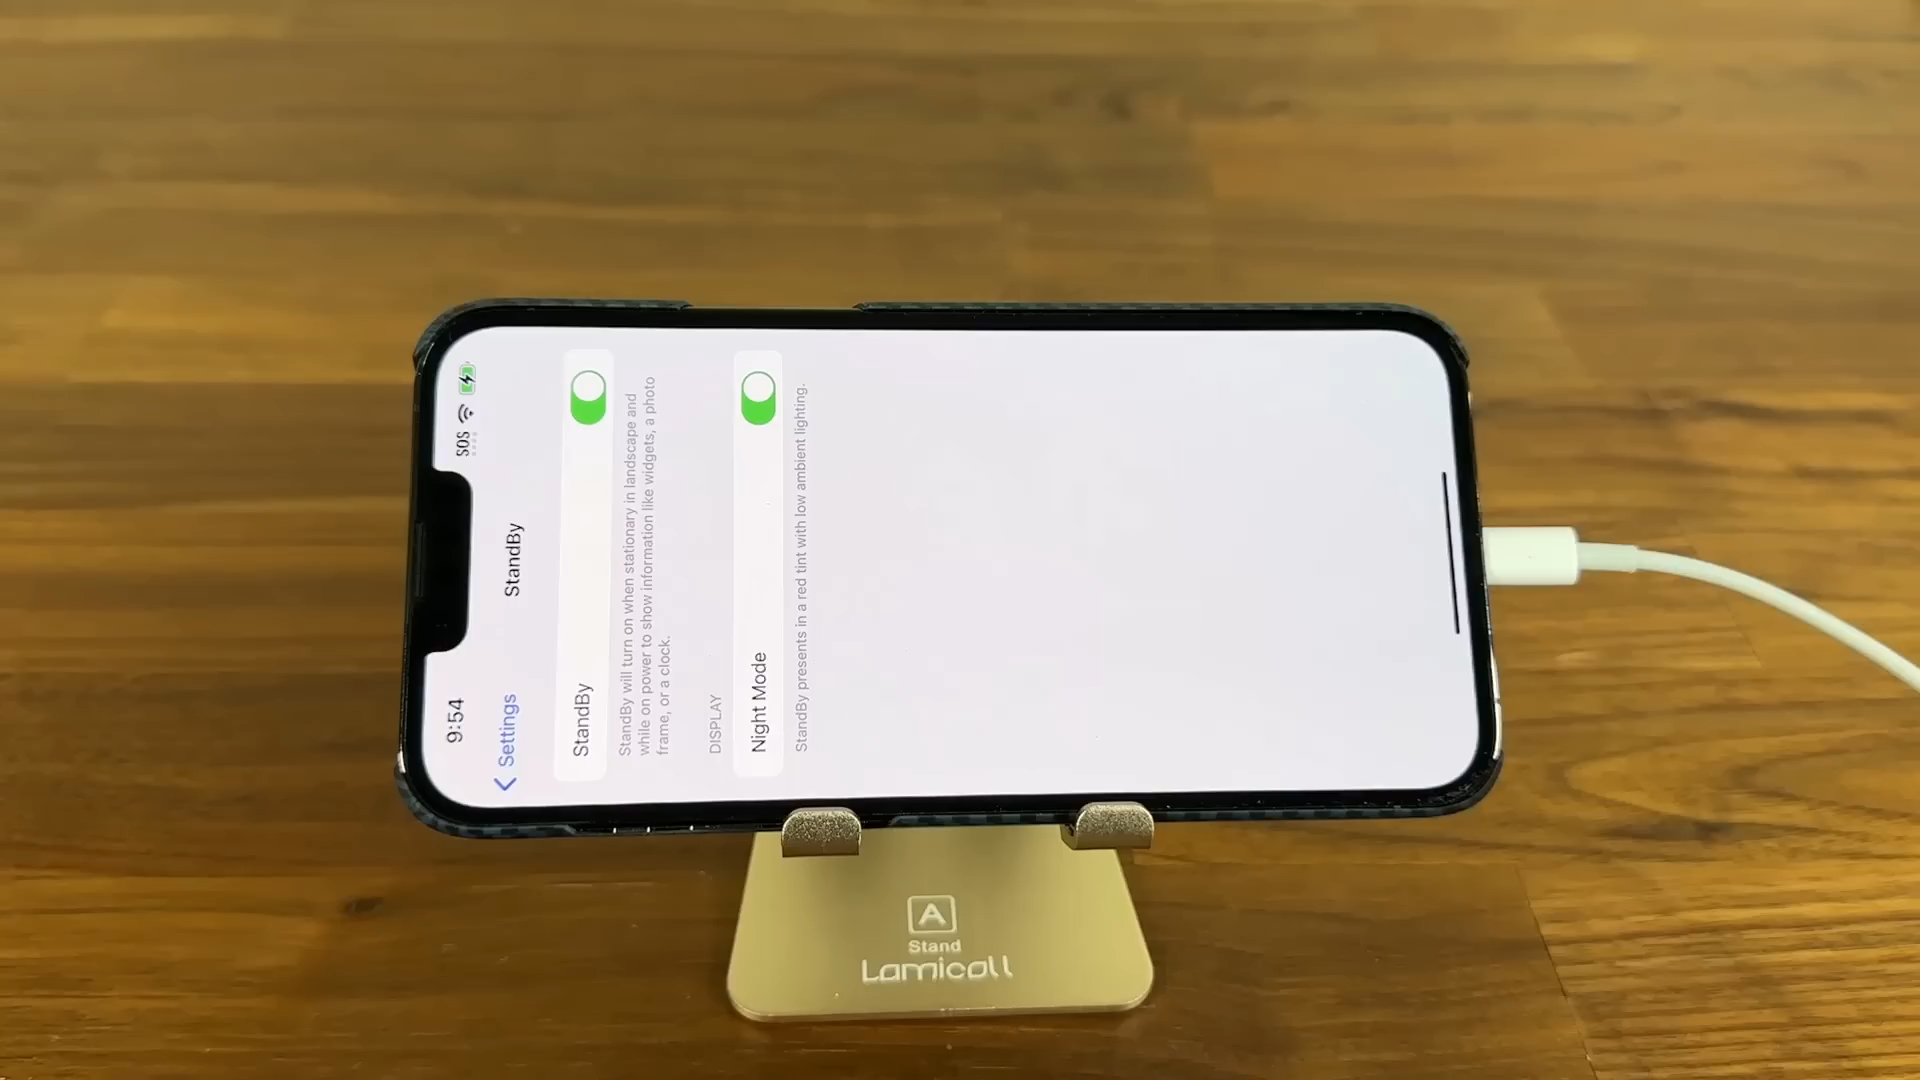 9:54
SOS
Settings
StandBy
StandBy
StandBy will turn on when stationary in landscape and
while on power to show information like widgets, a photo
frame, or a clock.
DISPLAY
Night Mode
StandBy presents in a red tint with low ambient lighting.
A
Stand
Lamicall